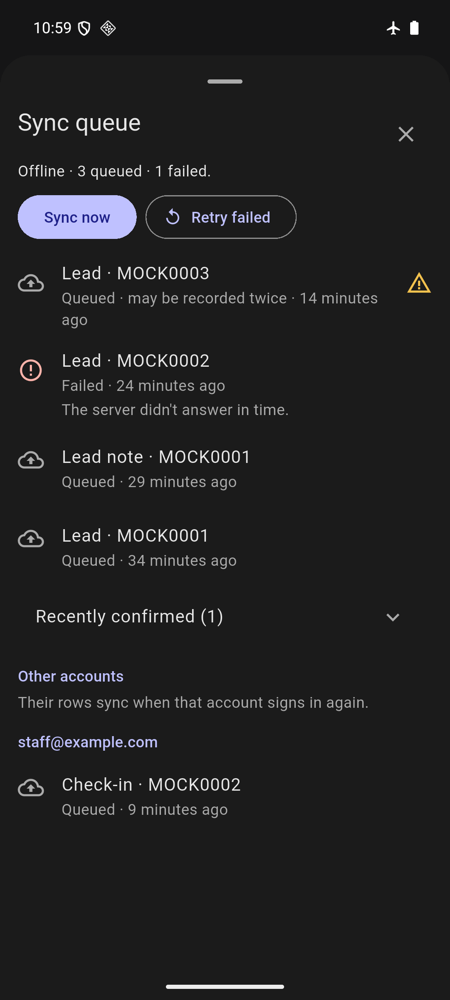 10:59
Sync queue
Offline · 3 queued · 1 failed.
Sync now
Retry failed
Lead · MOCK0003
Queued · may be recorded twice · 14 minutes
ago
Lead · MOCK0002
Failed · 24 minutes ago
The server didn't answer in time.
Lead note · MOCK0001
Queued · 29 minutes ago
Lead · MOCK0001
Queued · 34 minutes ago
Recently confirmed (1)
Other accounts
Their rows sync when that account signs in again.
staff@example.com
Check-in · MOCK0002
Queued · 9 minutes ago